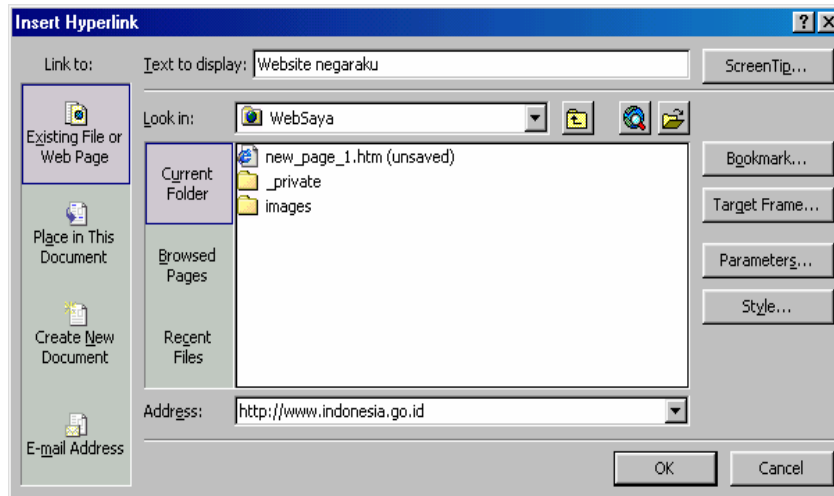 Insert Hyperlink
Link to:
Text to display: Website negaraku
ScreenTip...
Existing File or
Web Page
Look in: WebSaya
Current
Folder
new_page_1.htm (unsaved)
_private
images
Bookmark...
Target Frame...
Place in This
Document
Browsed
Pages
Parameters...
Style...
Create New
Document
Recent
Files
Address: http://www.indonesia.go.id
E-mail Address
OK
Cancel